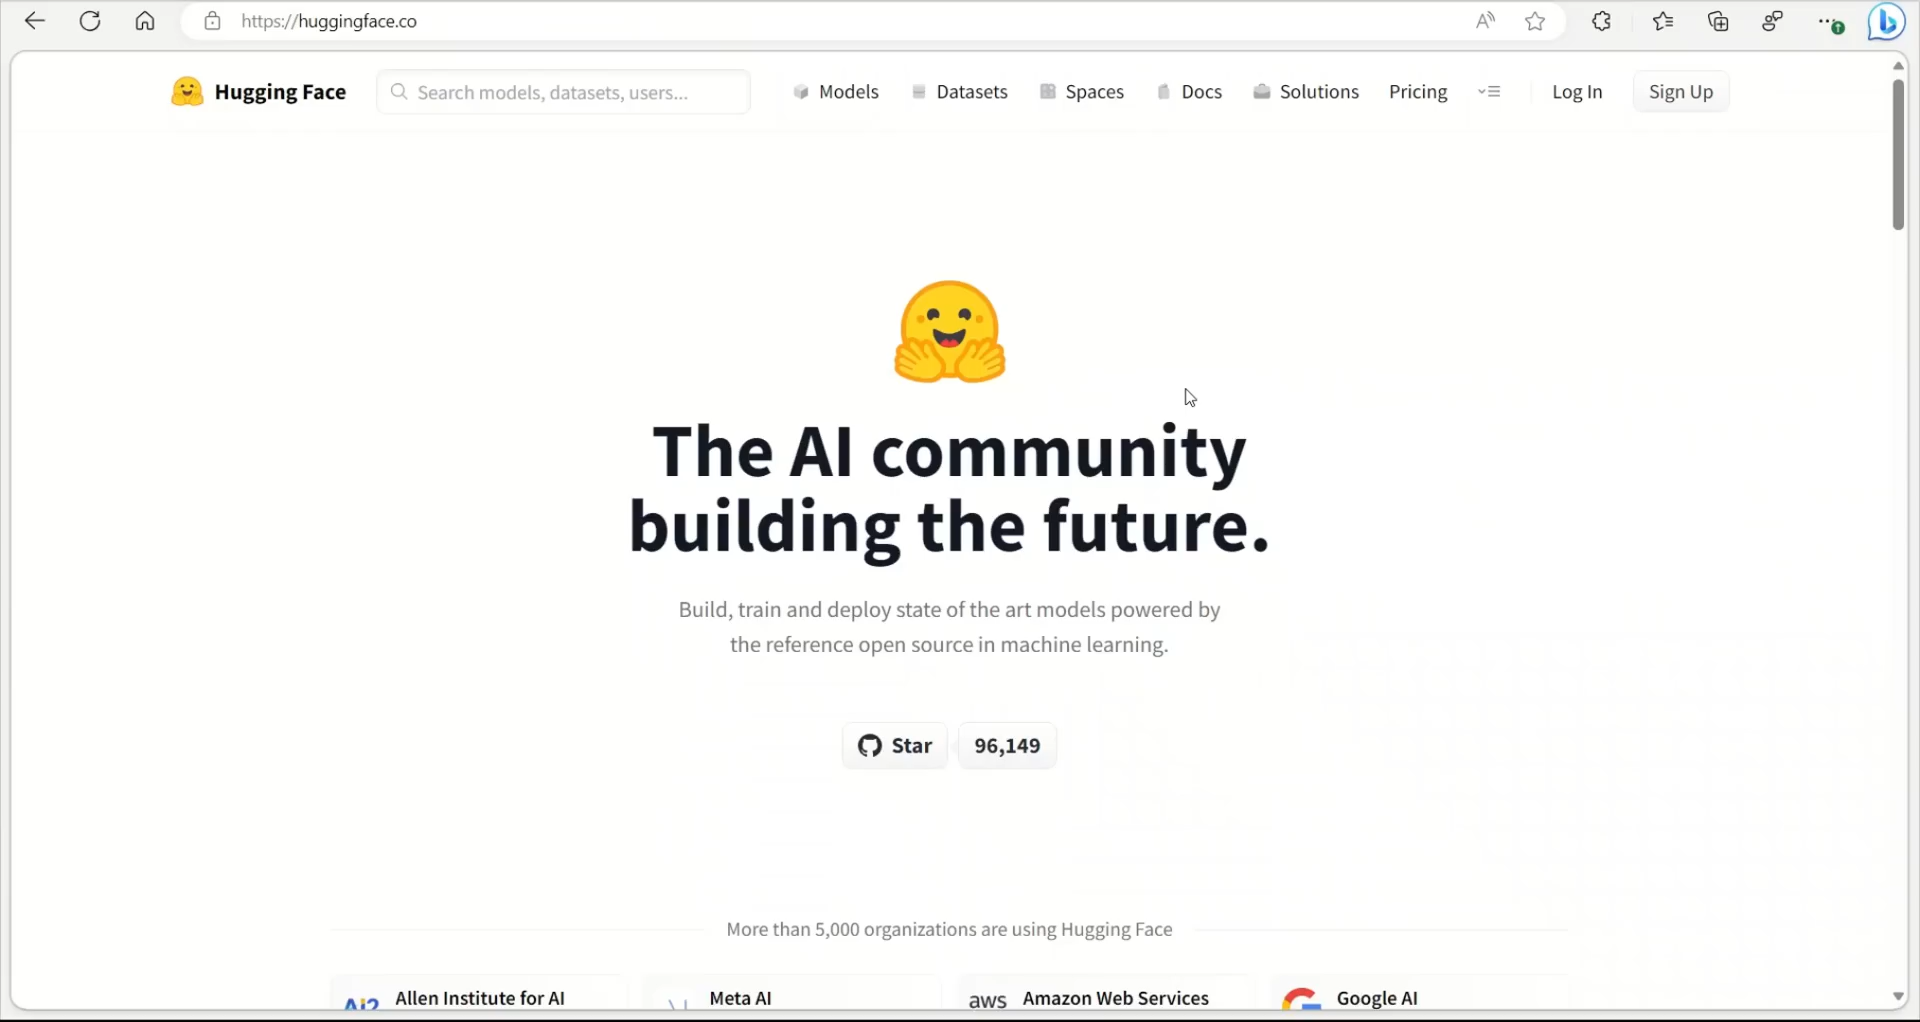 https://huggingface.co
Hugging Face
Search models, datasets, users...
Models
Datasets
Spaces
Docs
Solutions
Pricing
Log In
Sign Up
The AI community
building the future.
Build, train and deploy state of the art models powered by
the reference open source in machine learning.
Star
96,149
More than 5,000 organizations are using Hugging Face
AI2
Allen Institute for AI
Meta AI
aws
Amazon Web Services
Google AI